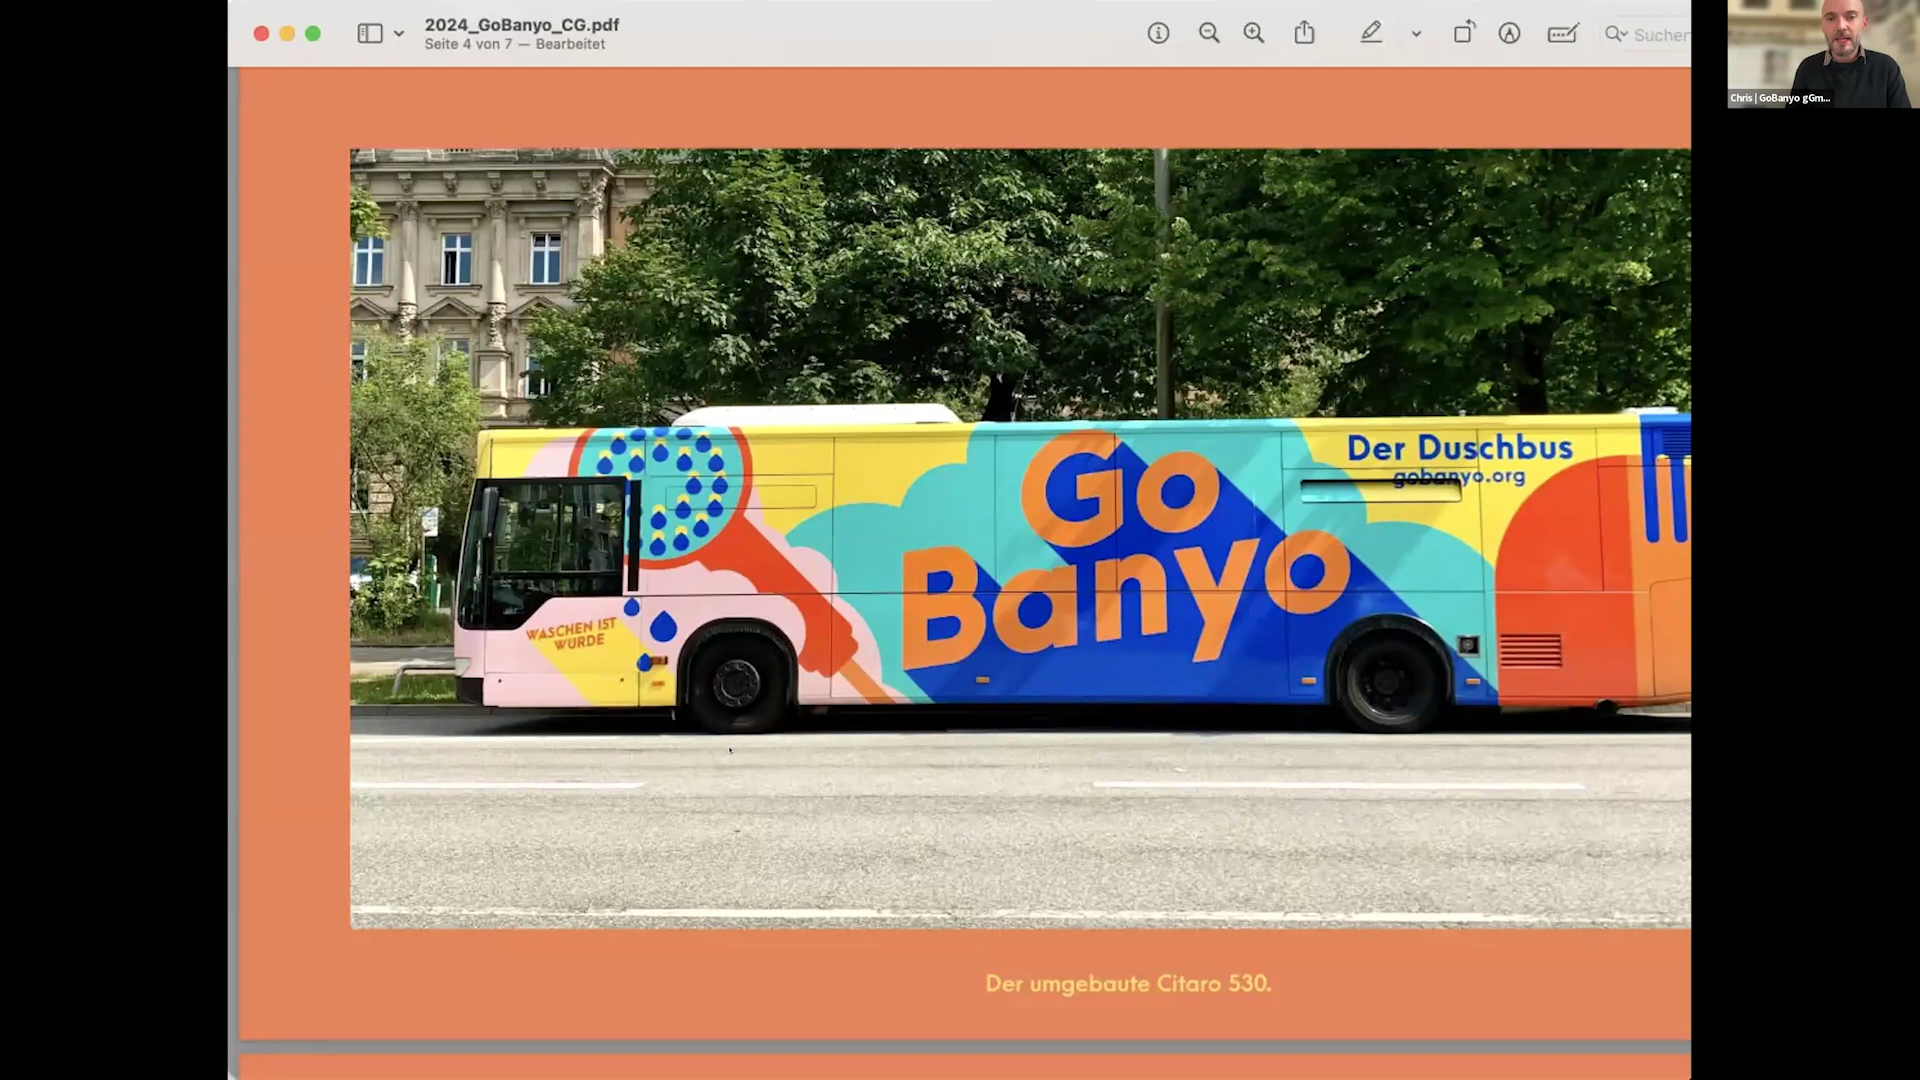 2024_GoBanyo_CG.pdf
Seite 4 von 7 — Bearbeitet
Suchen
Chris | GoBanyo gGm...
Der Duschbus
gobanyo.org
Go
Banyo
WASCHEN IST
WÜRDE
Der umgebaute Citaro 530.